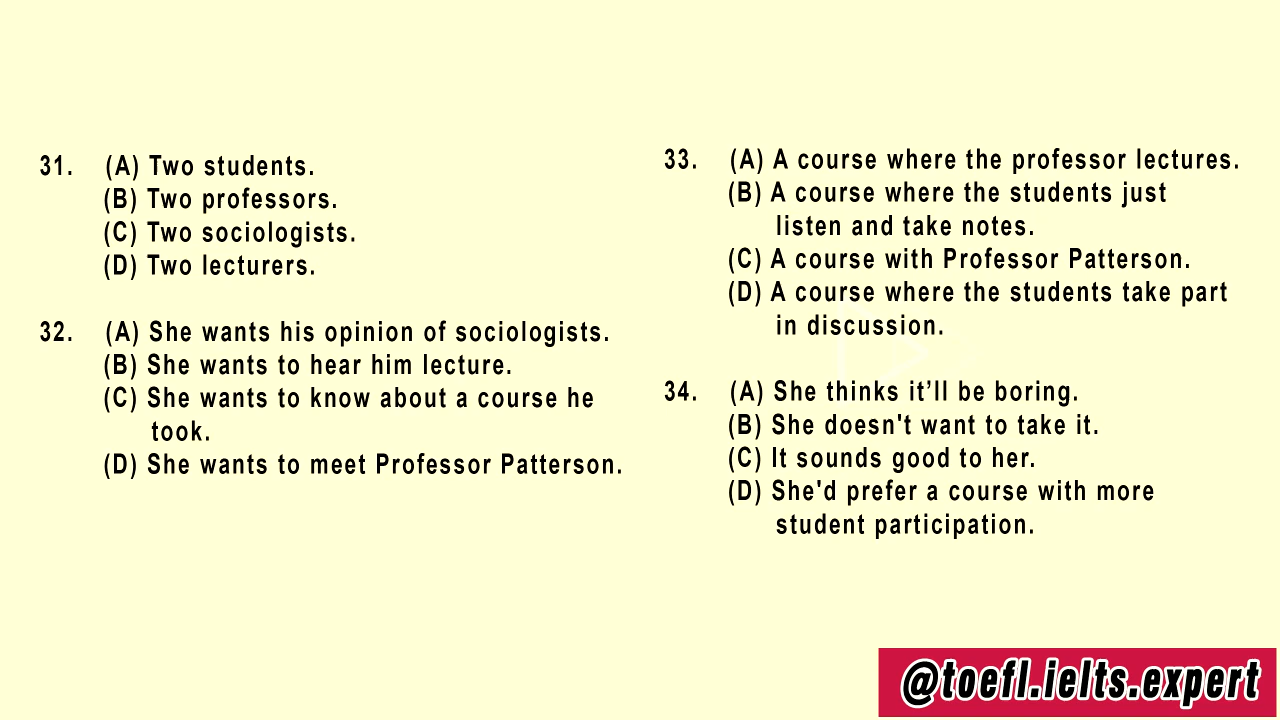 31. (A) Two students.
(B) Two professors.
(C) Two sociologists.
(D) Two lecturers.
32. (A) She wants his opinion of sociologists.
(B) She wants to hear him lecture.
(C) She wants to know about a course he
took.
(D) She wants to meet Professor Patterson.
33. (A) A course where the professor lectures.
(B) A course where the students just
listen and take notes.
(C) A course with Professor Patterson.
(D) A course where the students take part
in discussion.
34. (A) She thinks it’ll be boring.
(B) She doesn't want to take it.
(C) It sounds good to her.
(D) She'd prefer a course with more
student participation.
@toefl.ielts.expert